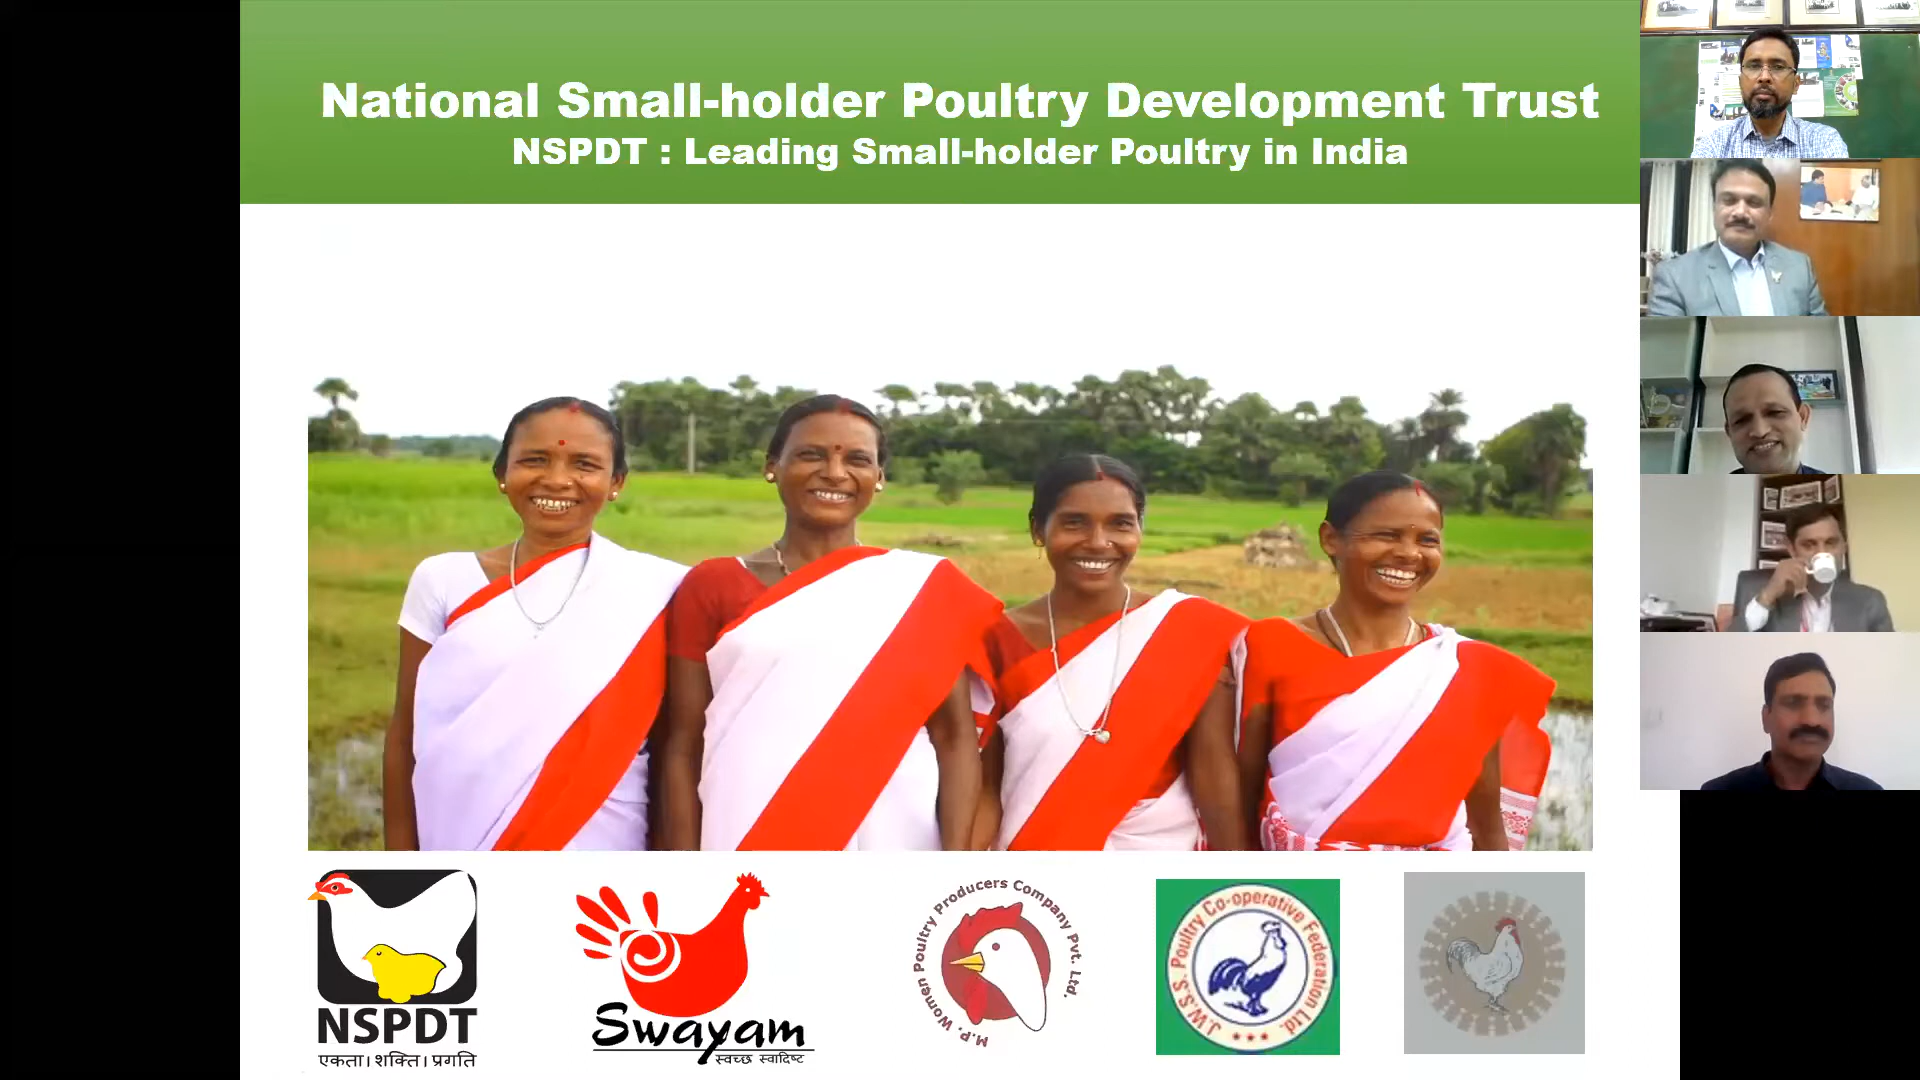 National Small-holder Poultry Development Trust
NSPDT : Leading Small-holder Poultry in India
NSPDT
एकता। शक्ति। प्रगति
Swayam
स्वच्छ स्वादिष्ट
M.P. Women Poultry Producers Company Pvt. Ltd.
J.W.S.S.S. Poultry Co-operative Federation Ltd.